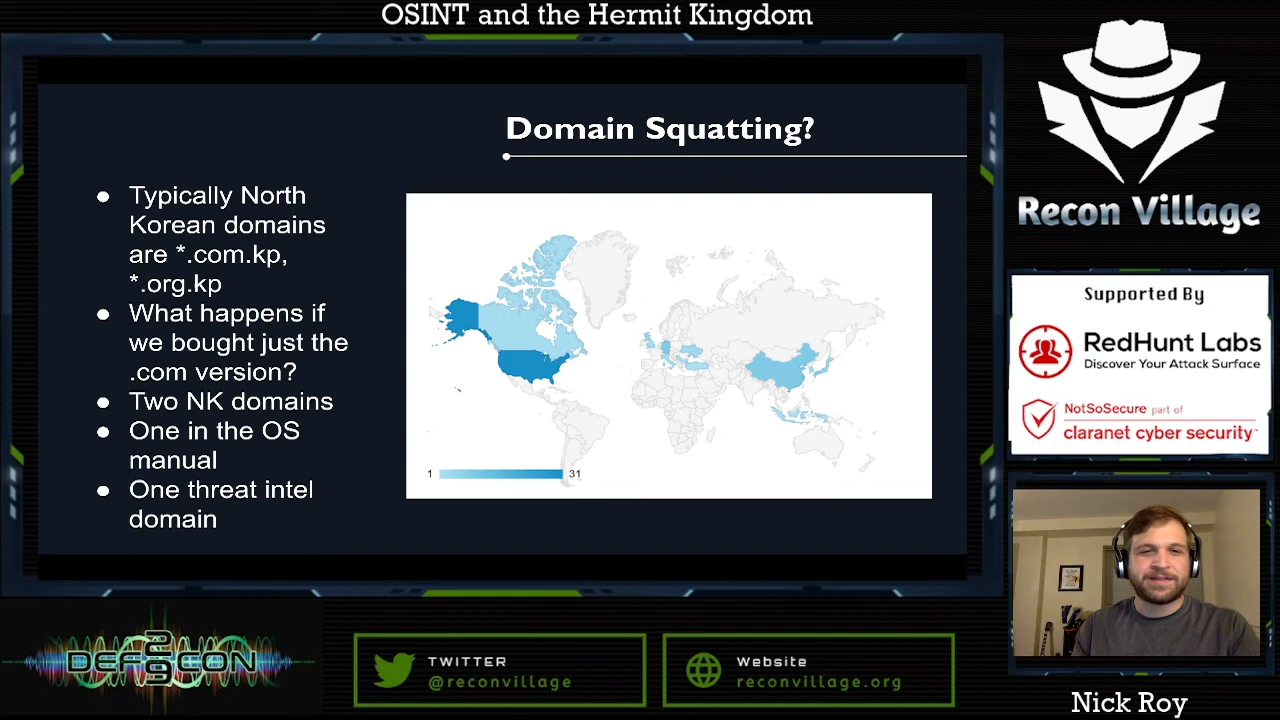 OSINT and the Hermit Kingdom
Domain Squatting?
● Typically North
Korean domains
are *.com.kp,
*.org.kp
● What happens if
we bought just the
.com version?
● Two NK domains
● One in the OS
manual
● One threat intel
domain
1
31
Recon Village
Supported By
RedHunt Labs
Discover Your Attack Surface
NotSoSecure part of
claranet cyber security
DEFCON
29
TWITTER
@reconvillage
Website
reconvillage.org
Nick Roy